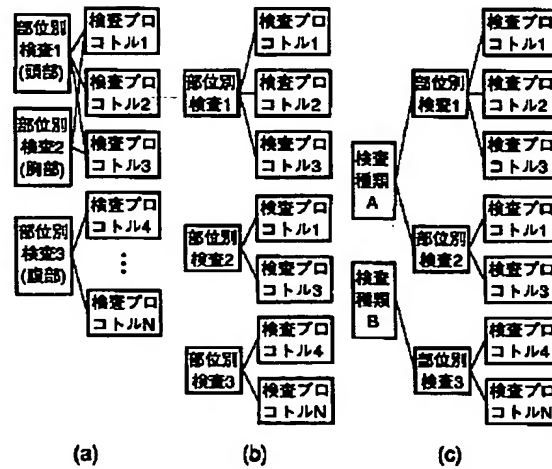 部位別
検査1
(頭部)
部位別
検査2
(胸部)
部位別
検査3
(腹部)
検査プロ
コトル1
検査プロ
コトル2
検査プロ
コトル3
検査プロ
コトル4
⋮
検査プロ
コトルN
(a)
部位別
検査1
検査プロ
コトル1
検査プロ
コトル2
検査プロ
コトル3
部位別
検査2
検査プロ
コトル1
検査プロ
コトル3
部位別
検査3
検査プロ
コトル4
検査プロ
コトルN
(b)
検査
種類
A
検査
種類
B
部位別
検査1
検査プロ
コトル1
検査プロ
コトル2
検査プロ
コトル3
部位別
検査2
検査プロ
コトル1
検査プロ
コトル3
部位別
検査3
検査プロ
コトル4
検査プロ
コトルN
(c)